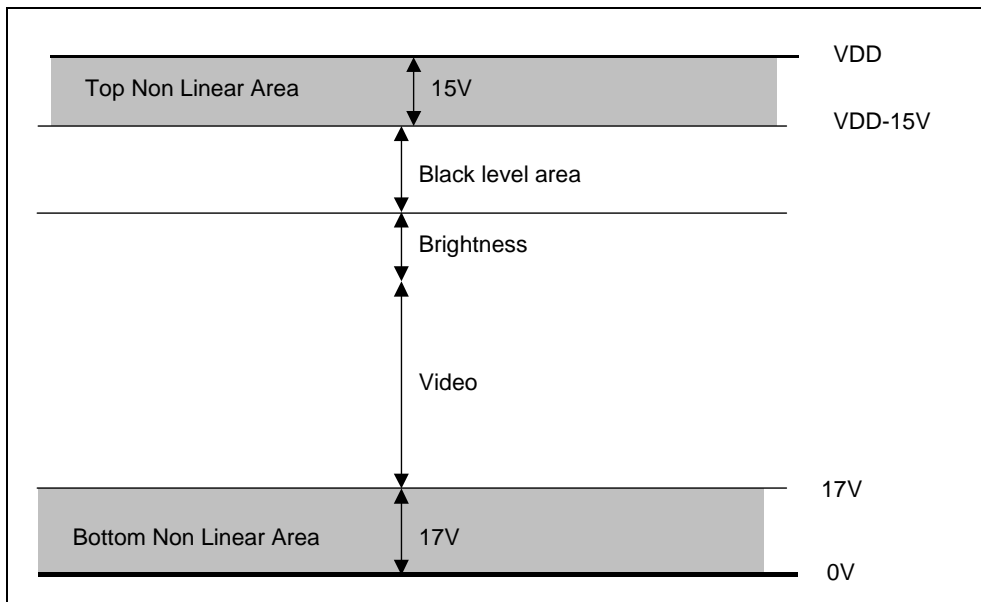 VDD
Top Non Linear Area
15V
VDD-15V
Black level area
Brightness
Video
17V
Bottom Non Linear Area
17V
0V